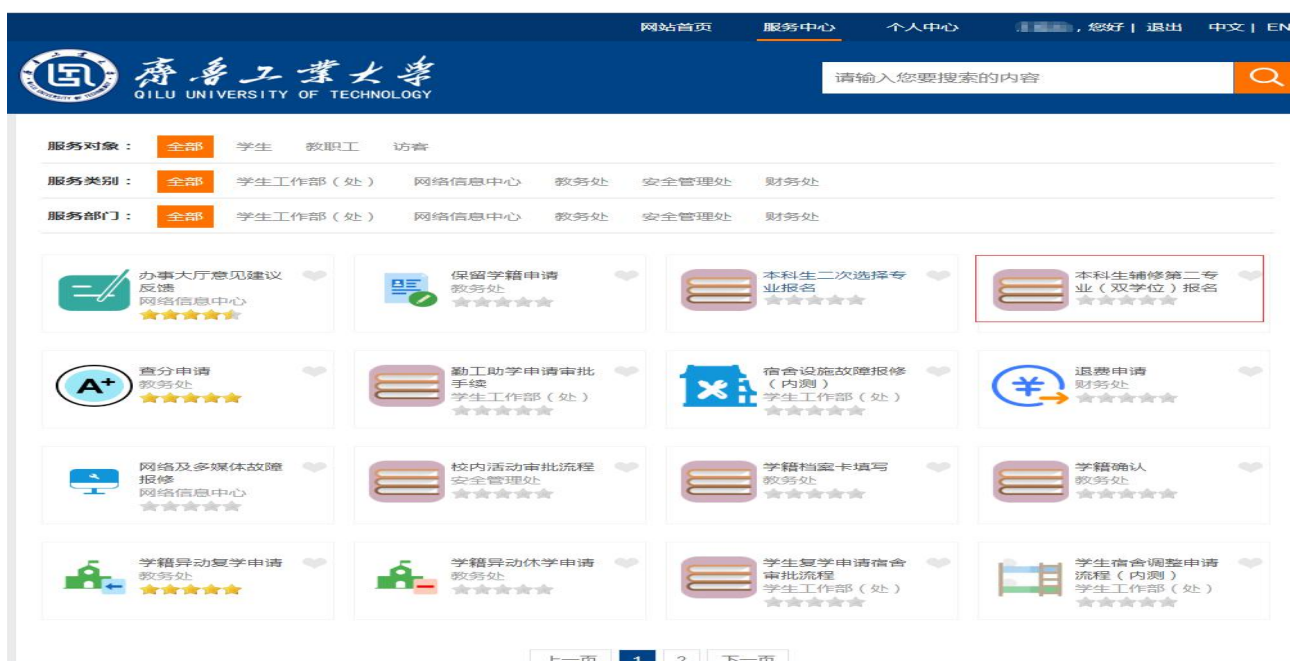 网站首页 服务中心 个人中心 ，您好 | 退出 中文 | EN
齊魯工業大學
QILU UNIVERSITY OF TECHNOLOGY
请输入您要搜索的内容
服务对象： 全部 学生 教职工 访客
服务类别： 全部 学生工作部（处） 网络信息中心 教务处 安全管理处 财务处
服务部门： 全部 学生工作部（处） 网络信息中心 教务处 安全管理处 财务处
办事大厅意见建议
反馈
网络信息中心
保留学籍申请
教务处
本科生二次选择专
业报名
本科生辅修第二专
业（双学位）报名
A+
查分申请
教务处
勤工助学申请审批
手续
学生工作部（处）
宿舍设施故障报修
（内测）
学生工作部（处）
¥
退费申请
财务处
网络及多媒体故障
报修
网络信息中心
校内活动审批流程
安全管理处
学籍档案卡填写
教务处
学籍确认
教务处
学籍异动复学申请
教务处
学籍异动休学申请
教务处
学生复学申请宿舍
审批流程
学生工作部（处）
学生宿舍调整申请
流程（内测）
学生工作部（处）
上一页 1 2 下一页